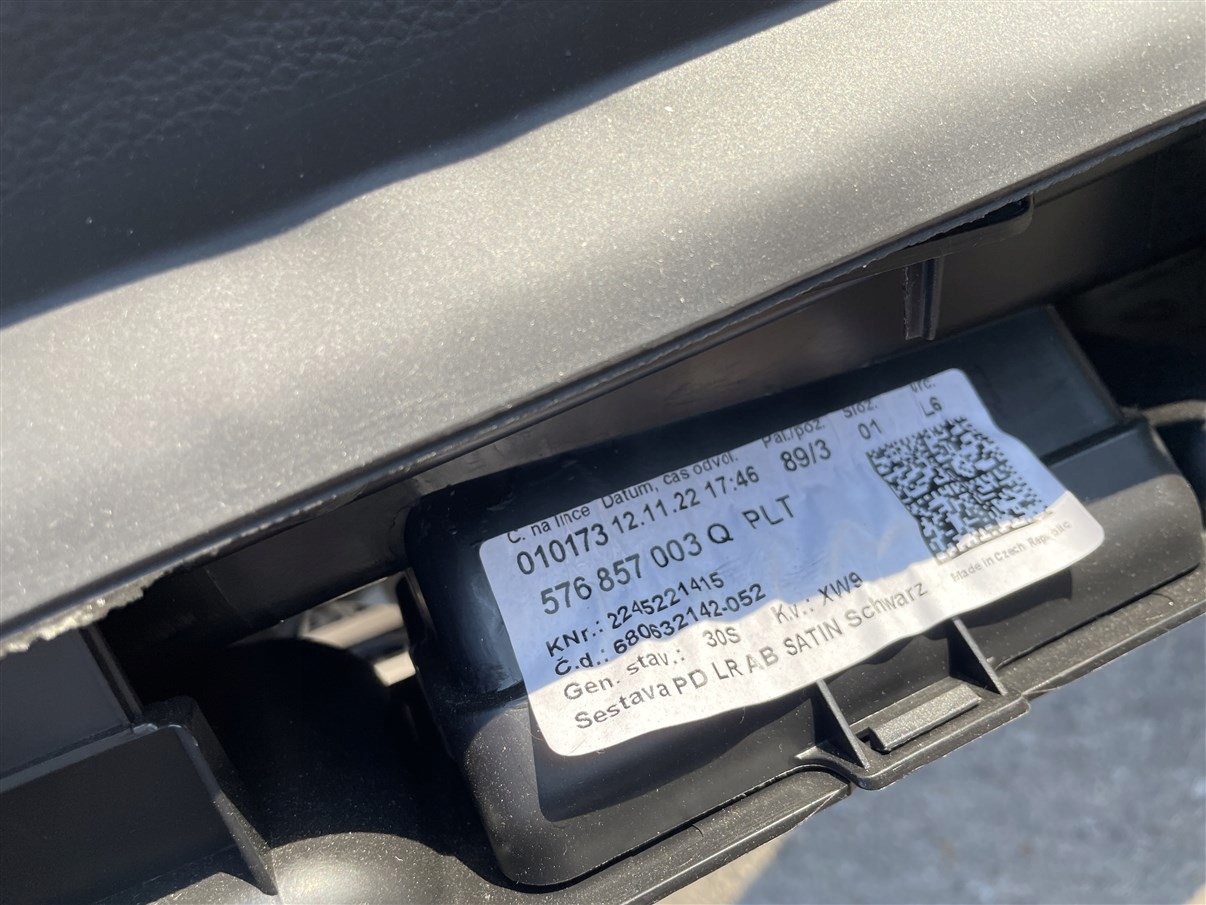 Č. na lince Datum, čas odvol. Pal./poz. Slož. urč.
010173 12.11.22 17:46 89/3 01 L6
576 857 003 Q PLT
KNr.: 2245221415
Č.d.: 680632142-052
Gen. stav.: 30S K.v.: XW9
Sestava PD LR AB SATIN Schwarz
Made in Czech Republic